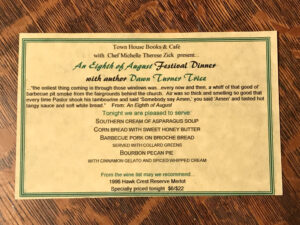 Town House Books & Cafe
with Chef Michelle Therese Zick present...
An Eighth of August Festival Dinner
with author Dawn Turner Trice
"the coolest thing coming in through those windows was...every now and then, a whiff of that good of
barbecue pit smoke from the fairgrounds behind the church. Air was so thick and smelling so good that
every time Pastor shook his tambourine and said 'Somebody say Amen,' you said 'Amen' and tasted hot
tangy sauce and soft white bread." From: An Eighth of August
Tonight we are pleased to serve:
SOUTHERN CREAM OF ASPARAGUS SOUP
CORN BREAD WITH SWEET HONEY BUTTER
BARBECUE PORK ON BRIOCHE BREAD
SERVED WITH COLLARD GREENS
BOURBON PECAN PIE
WITH CINNAMON GELATO AND SPICED WHIPPED CREAM
From the wine list may we recommend...
1996 Hawk Crest Reserve Merlot
Specially priced tonight $6/$22